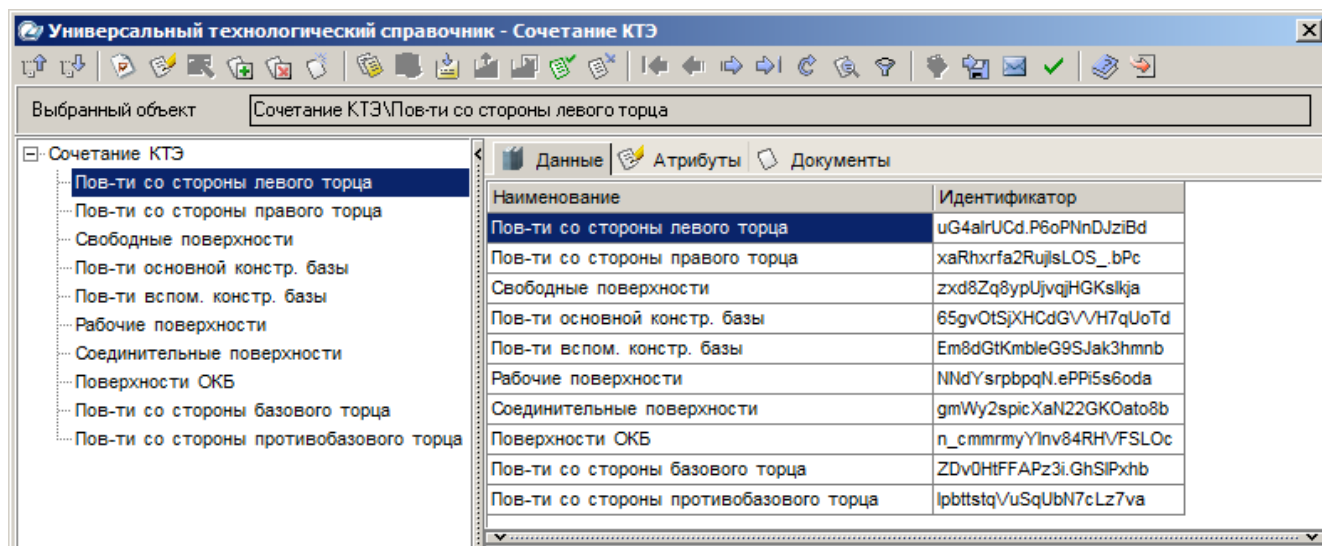 Универсальный технологический справочник - Сочетание КТЭ
Выбранный объект Сочетание КТЭ\Пов-ти со стороны левого торца
Сочетание КТЭ
Пов-ти со стороны левого торца
Пов-ти со стороны правого торца
Свободные поверхности
Пов-ти основной констр. базы
Пов-ти вспом. констр. базы
Рабочие поверхности
Соединительные поверхности
Поверхности ОКБ
Пов-ти со стороны базового торца
Пов-ти со стороны противобазового торца
Данные Атрибуты Документы
Наименование Идентификатор
Пов-ти со стороны левого торца uG4alrUCd.P6oPNnDJziBd
Пов-ти со стороны правого торца xaRhxrfa2RujlsLOS_.bPc
Свободные поверхности zxd8Zq8ypUjvqjHGKslkja
Пов-ти основной констр. базы 65gvOtSjXHCdGVVH7qUoTd
Пов-ти вспом. констр. базы Em8dGtKmbleG9SJak3hmnb
Рабочие поверхности NNdYsrpbpqN.ePPi5s6oda
Соединительные поверхности gmWy2spicXaN22GKOato8b
Поверхности ОКБ n_cmmrmyYInv84RHVFSLOc
Пов-ти со стороны базового торца ZDv0HtFFAPz3i.GhSlPxhb
Пов-ти со стороны противобазового торца lpbttstqVuSqUbN7cLz7va